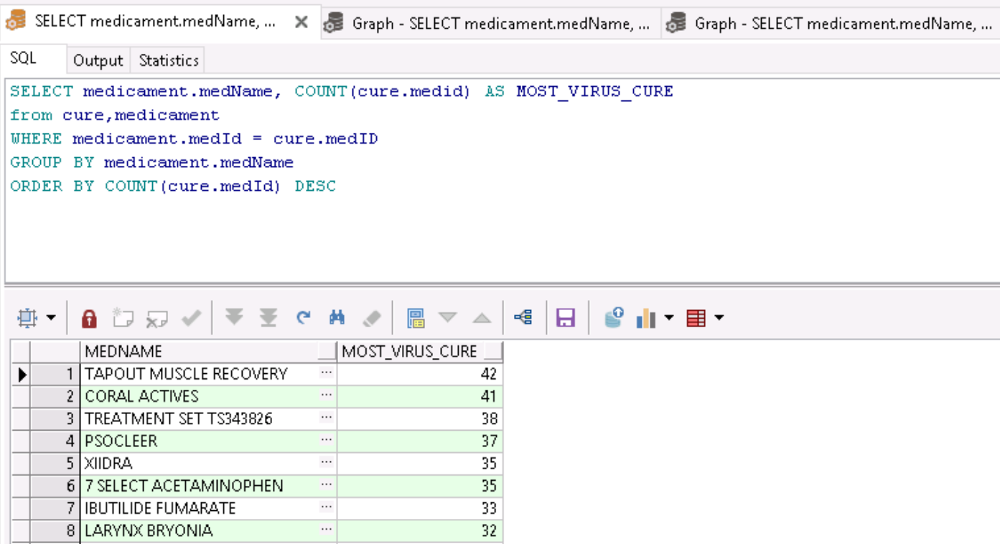 SELECT medicament.medName, ...
Graph - SELECT medicament.medName, ...
Graph - SELECT medicament.medName, ...
SQL
Output
Statistics
SELECT medicament.medName, COUNT(cure.medid) AS MOST_VIRUS_CURE
from cure,medicament
WHERE medicament.medId = cure.medID
GROUP BY medicament.medName
ORDER BY COUNT(cure.medId) DESC
MEDNAME MOST_VIRUS_CURE
1 TAPOUT MUSCLE RECOVERY ... 42
2 CORAL ACTIVES ... 41
3 TREATMENT SET TS343826 ... 38
4 PSOCLEER ... 37
5 XIIDRA ... 35
6 7 SELECT ACETAMINOPHEN ... 35
7 IBUTILIDE FUMARATE ... 33
8 LARYNX BRYONIA ... 32